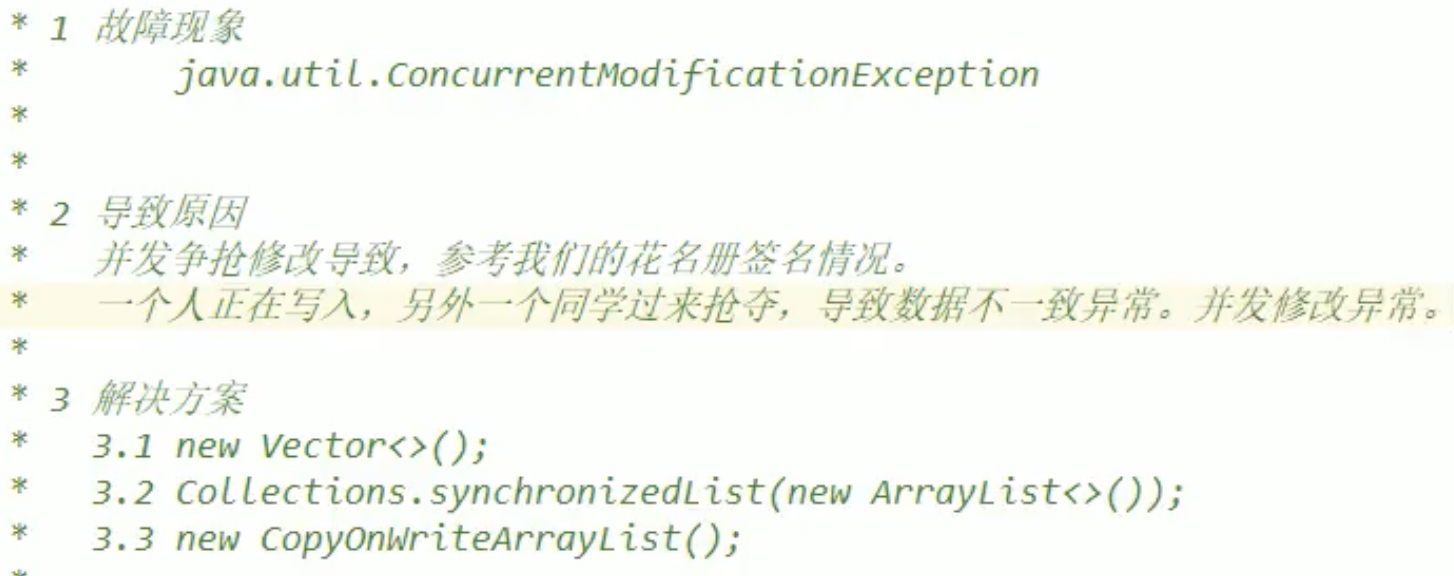 * 1 故障现象
*       java.util.ConcurrentModificationException
*
*
* 2 导致原因
*   并发争抢修改导致，参考我们的花名册签名情况。
*   一个人正在写入，另外一个同学过来抢夺，导致数据不一致异常。并发修改异常。
*
* 3 解决方案
*   3.1 new Vector<>();
*   3.2 Collections.synchronizedList(new ArrayList<>());
*   3.3 new CopyOnWriteArrayList();
*